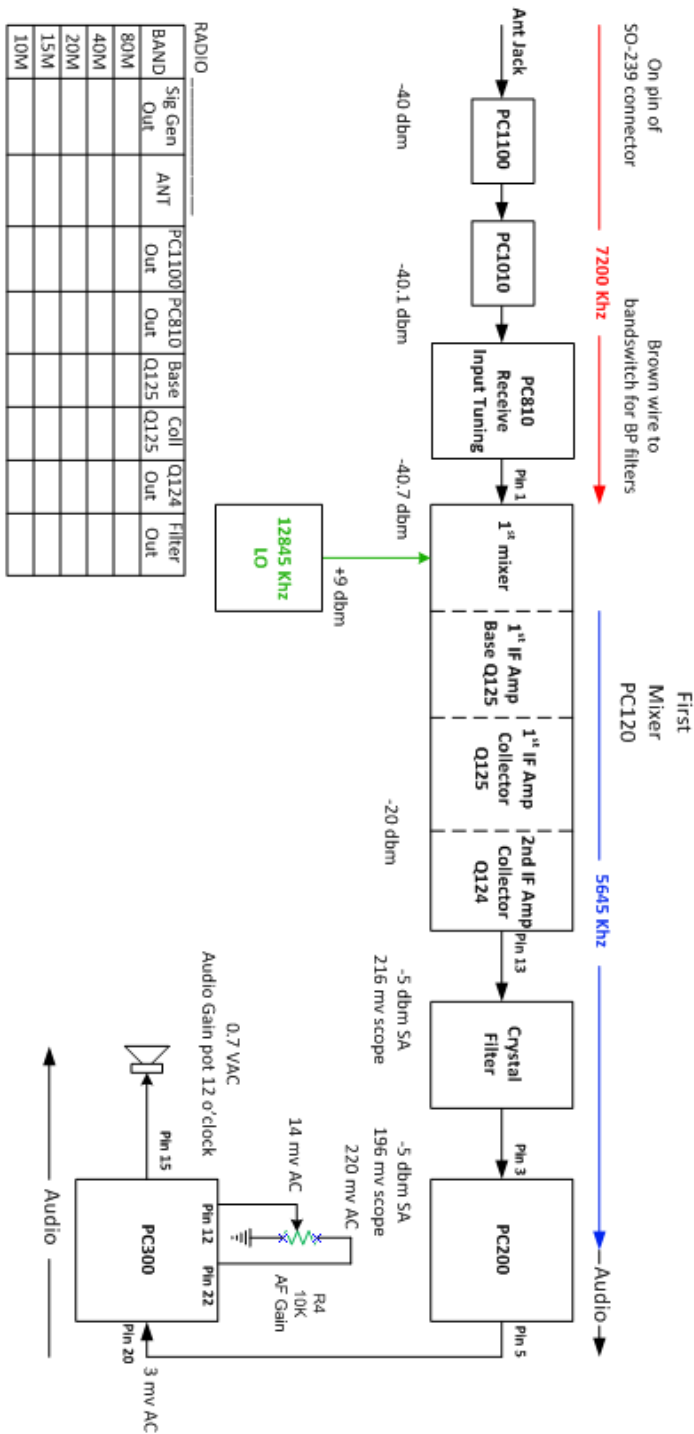 On pin of
SO-239 connector
7200 Khz
Brown wire to
bandswitch for BP filters
First
Mixer
PC120
5645 Khz
Audio
Ant Jack
PC1100
PC1010
PC810
Receive
Input Tuning
Pin 1
1st mixer
1st IF Amp
Base Q125
1st IF Amp
Collector
Q125
2nd IF Amp
Collector
Q124
Pin 13
Crystal
Filter
Pin 3
PC200
Pin 5
-40 dbm
-40.1 dbm
-40.7 dbm
-20 dbm
-5 dbm SA
216 mv scope
-5 dbm SA
196 mv scope
+9 dbm
12845 Khz
LO
220 mv AC
14 mv AC
R4
10K
AF Gain
0.7 VAC
Audio Gain pot 12 o'clock
Pin 12
Pin 22
Pin 15
PC300
Pin 20
3 mv AC
Audio
RADIO
BAND Sig Gen Out ANT PC1100 Out PC810 Out Base Q125 Coll Q125 Q124 Out Filter Out
80M
40M
20M
15M
10M